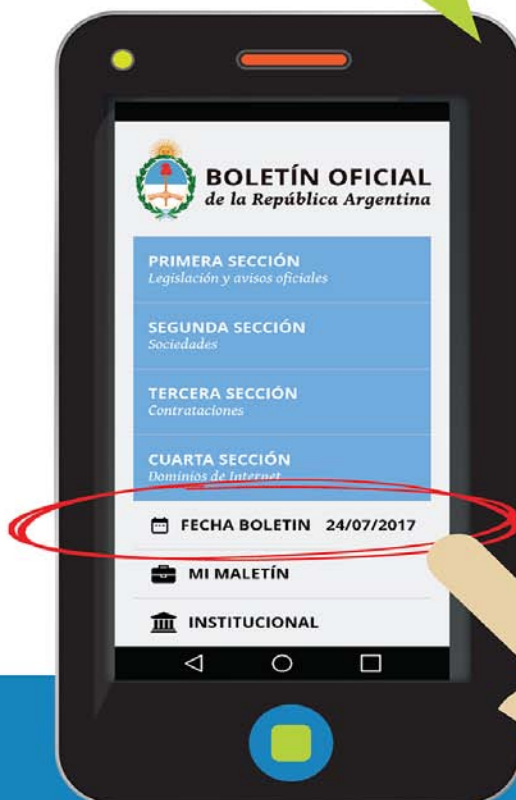 BOLETÍN OFICIAL
de la República Argentina
PRIMERA SECCIÓN
Legislación y avisos oficiales
SEGUNDA SECCIÓN
Sociedades
TERCERA SECCIÓN
Contrataciones
CUARTA SECCIÓN
Dominios de Internet
FECHA BOLETIN 24/07/2017
MI MALETÍN
INSTITUCIONAL